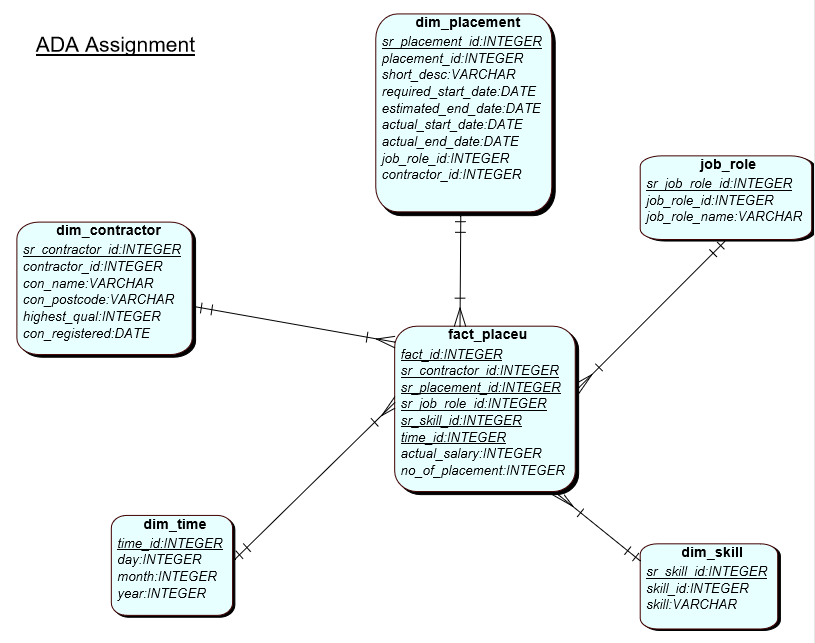 ADA Assignment
dim_placement
sr_placement_id:INTEGER
placement_id:INTEGER
short_desc:VARCHAR
required_start_date:DATE
estimated_end_date:DATE
actual_start_date:DATE
actual_end_date:DATE
job_role_id:INTEGER
contractor_id:INTEGER
job_role
sr_job_role_id:INTEGER
job_role_id:INTEGER
job_role_name:VARCHAR
dim_contractor
sr_contractor_id:INTEGER
contractor_id:INTEGER
con_name:VARCHAR
con_postcode:VARCHAR
highest_qual:INTEGER
con_registered:DATE
fact_placeu
fact_id:INTEGER
sr_contractor_id:INTEGER
sr_placement_id:INTEGER
sr_job_role_id:INTEGER
sr_skill_id:INTEGER
time_id:INTEGER
actual_salary:INTEGER
no_of_placement:INTEGER
dim_time
time_id:INTEGER
day:INTEGER
month:INTEGER
year:INTEGER
dim_skill
sr_skill_id:INTEGER
skill_id:INTEGER
skill:VARCHAR